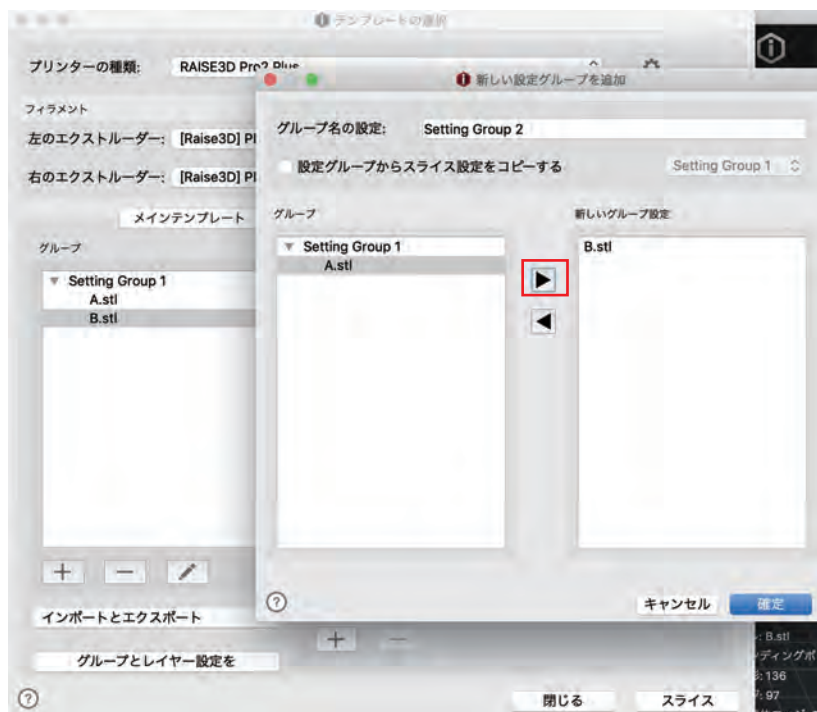 テンプレートの選択
プリンターの種類: RAISE3D Pro2 Plus
フィラメント
左のエクストルーダー: [Raise3D] Pl
右のエクストルーダー: [Raise3D] Pl
メインテンプレート
グループ
Setting Group 1
A.stl
B.stl
インポートとエクスポート
グループとレイヤー設定を
閉じる
スライス
新しい設定グループを追加
グループ名の設定: Setting Group 2
設定グループからスライス設定をコピーする Setting Group 1
グループ
新しいグループ設定
Setting Group 1
A.stl
B.stl
キャンセル
確定
: B.stl
136
: 97